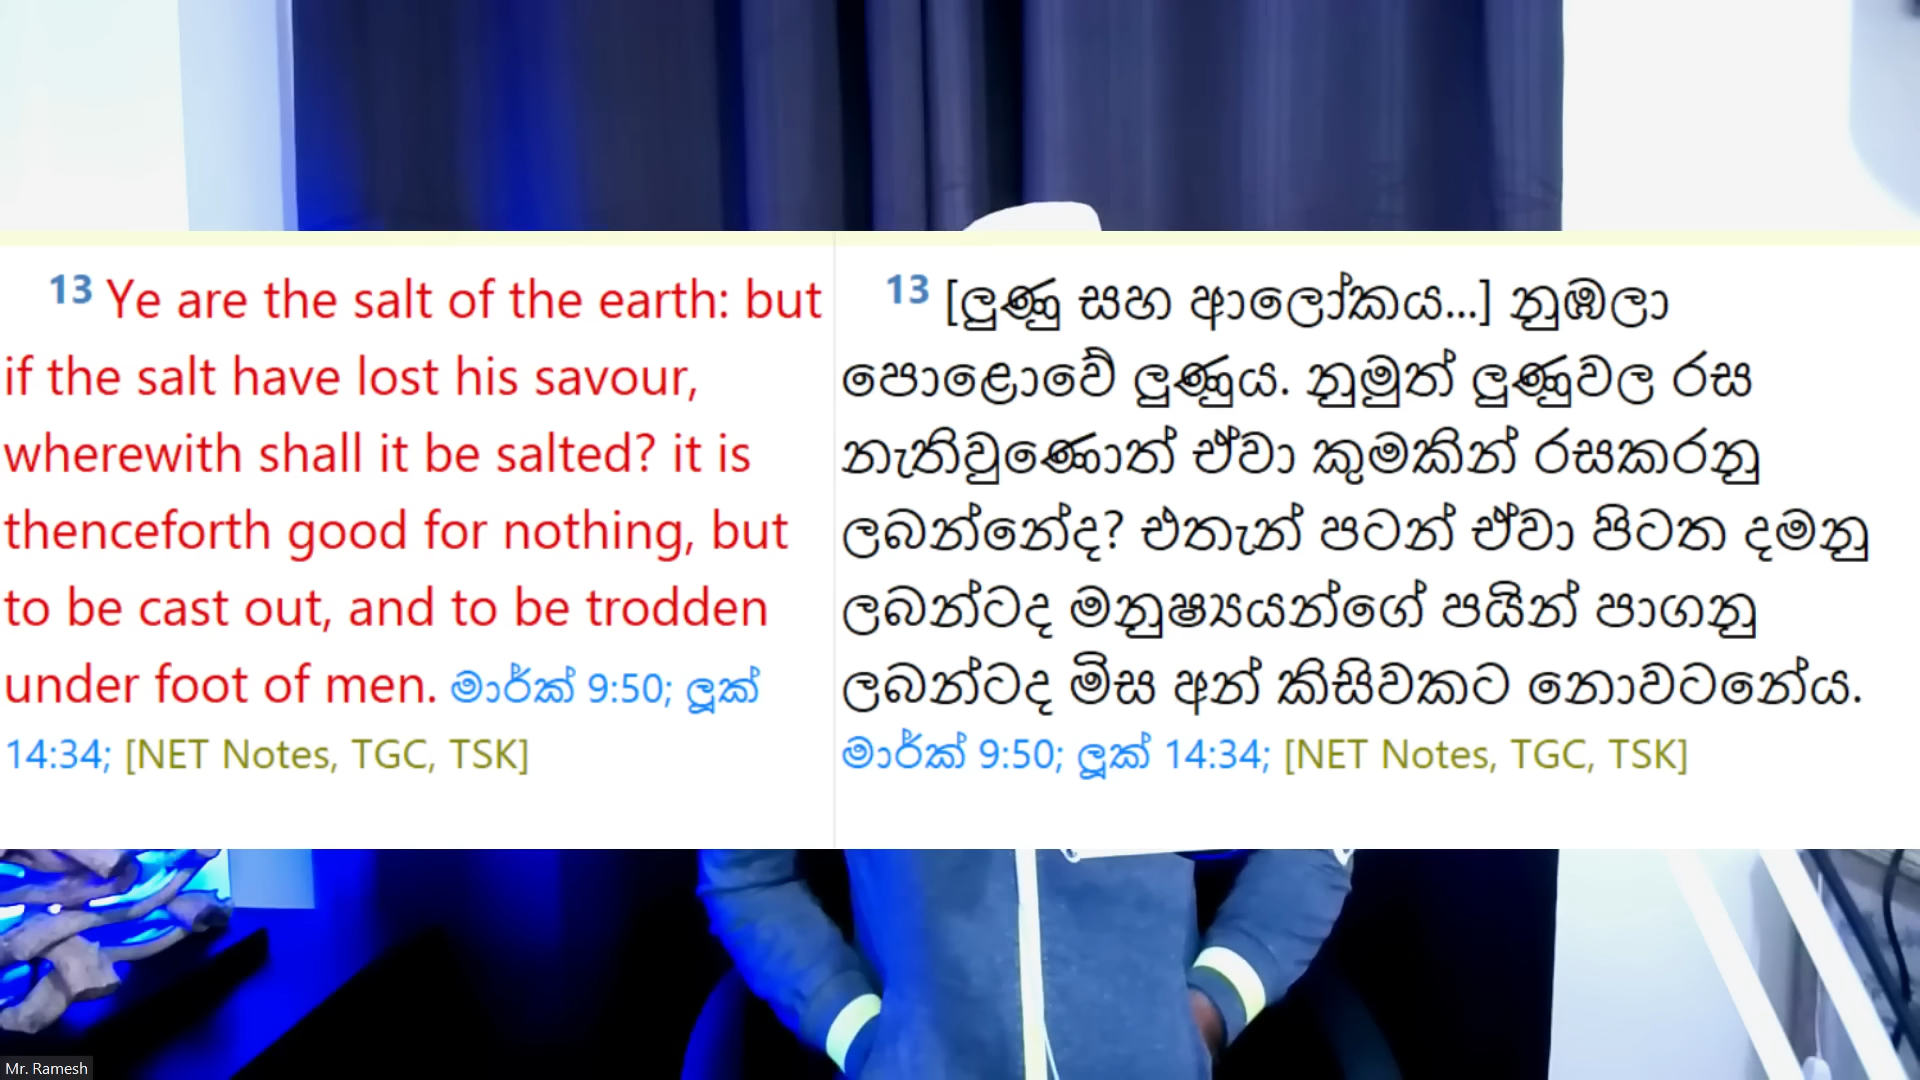 13 Ye are the salt of the earth: but
if the salt have lost his savour,
wherewith shall it be salted? it is
thenceforth good for nothing, but
to be cast out, and to be trodden
under foot of men. මාර්ක් 9:50; ලූක්
14:34; [NET Notes, TGC, TSK]
13 [ලුණු සහ ආලෝකය...] නුඹලා
පොළොවේ ලුණුය. නුමුත් ලුණුවල රස
නැතිවුණොත් ඒවා කුමකින් රසකරනු
ලබන්නේද? එතැන් පටන් ඒවා පිටත දමනු
ලබන්ටද මනුෂ්‍යයන්ගේ පයින් පාගනු
ලබන්ටද මිස අන් කිසිවකට නොවටනේය.
මාර්ක් 9:50; ලූක් 14:34; [NET Notes, TGC, TSK]
Mr. Ramesh